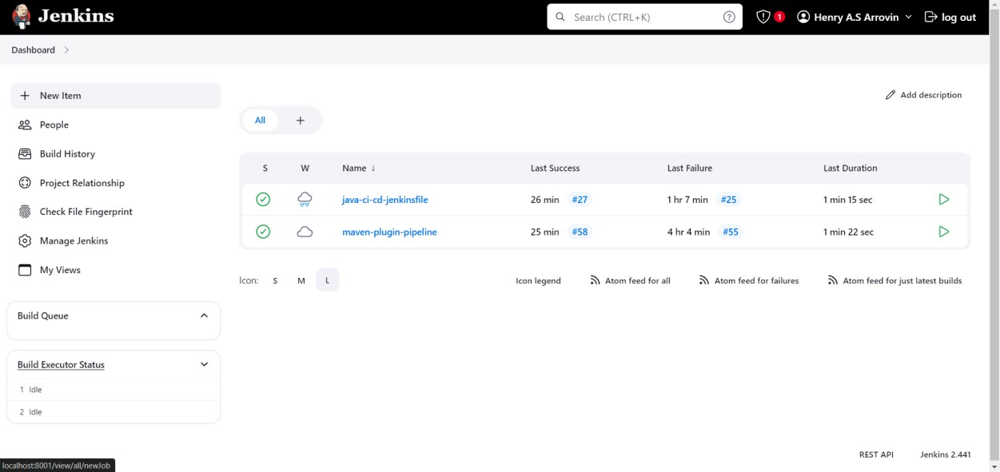 Jenkins Search (CTRL+K) ? 1 Henry A.S Arrovin log out
Dashboard
New Item
People
Build History
Project Relationship
Check File Fingerprint
Manage Jenkins
My Views
Build Queue
Build Executor Status
1 Idle
2 Idle
Add description
All +
S W Name ↓ Last Success Last Failure Last Duration
java-ci-cd-jenkinsfile 26 min #27 1 hr 7 min #25 1 min 15 sec
maven-plugin-pipeline 25 min #58 4 hr 4 min #55 1 min 22 sec
Icon: S M L Icon legend Atom feed for all Atom feed for failures Atom feed for just latest builds
REST API Jenkins 2.441
localhost:8001/view/all/newJob